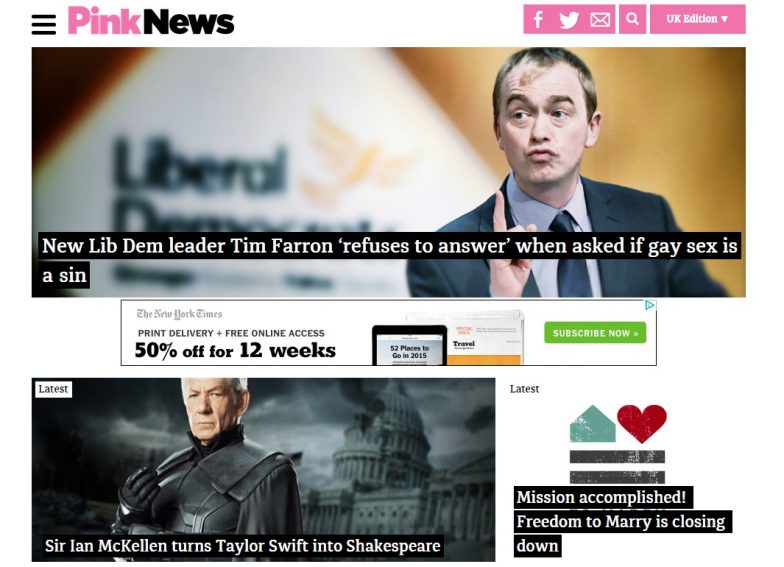 PinkNews
UK Edition ▼
Liberal
Democrats
New Lib Dem leader Tim Farron ‘refuses to answer’ when asked if gay sex is
a sin
The New York Times
PRINT DELIVERY + FREE ONLINE ACCESS
50% off for 12 weeks
52 Places to
Go in 2015
SPECIAL
ISSUE
Travel
SUBSCRIBE NOW »
Latest
Sir Ian McKellen turns Taylor Swift into Shakespeare
Latest
Mission accomplished!
Freedom to Marry is closing
down